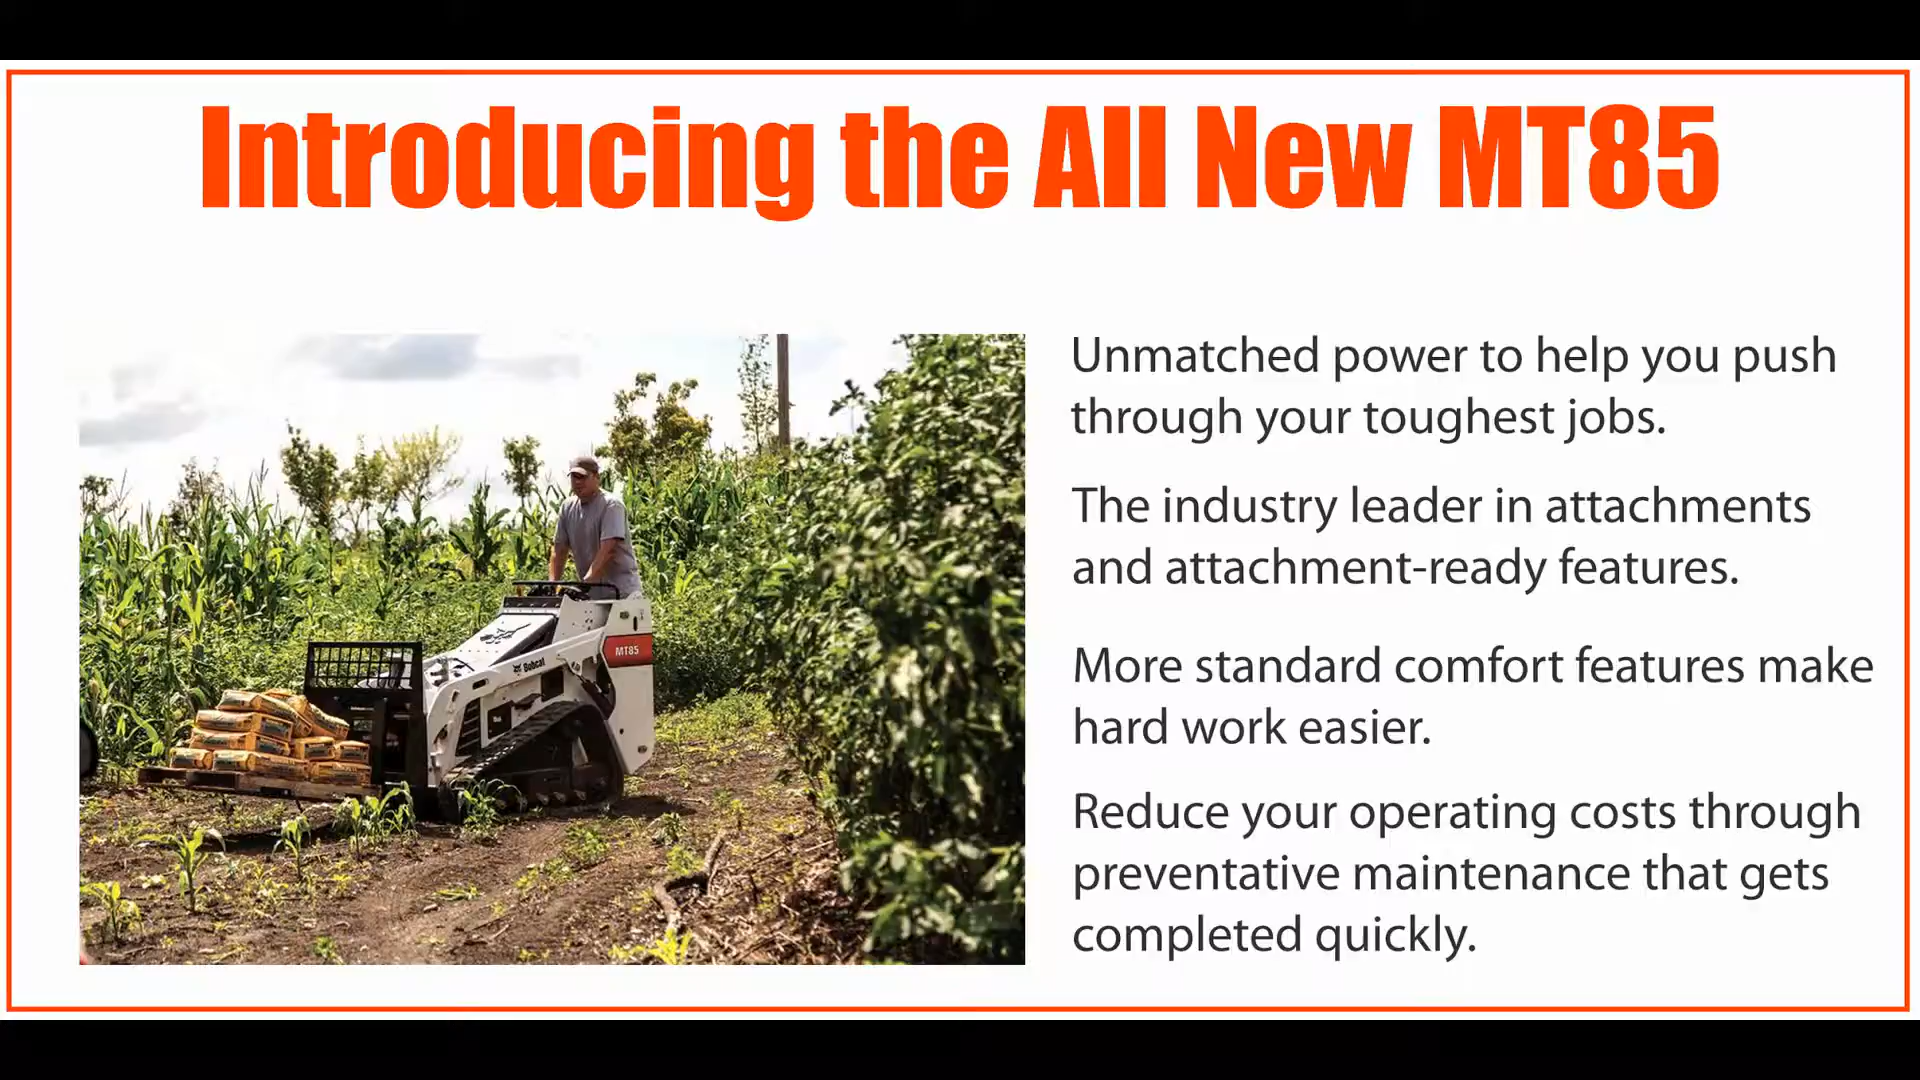 Introducing the All New MT85
Unmatched power to help you push
through your toughest jobs.
The industry leader in attachments
and attachment-ready features.
More standard comfort features make
hard work easier.
Reduce your operating costs through
preventative maintenance that gets
completed quickly.
Bobcat
MT85